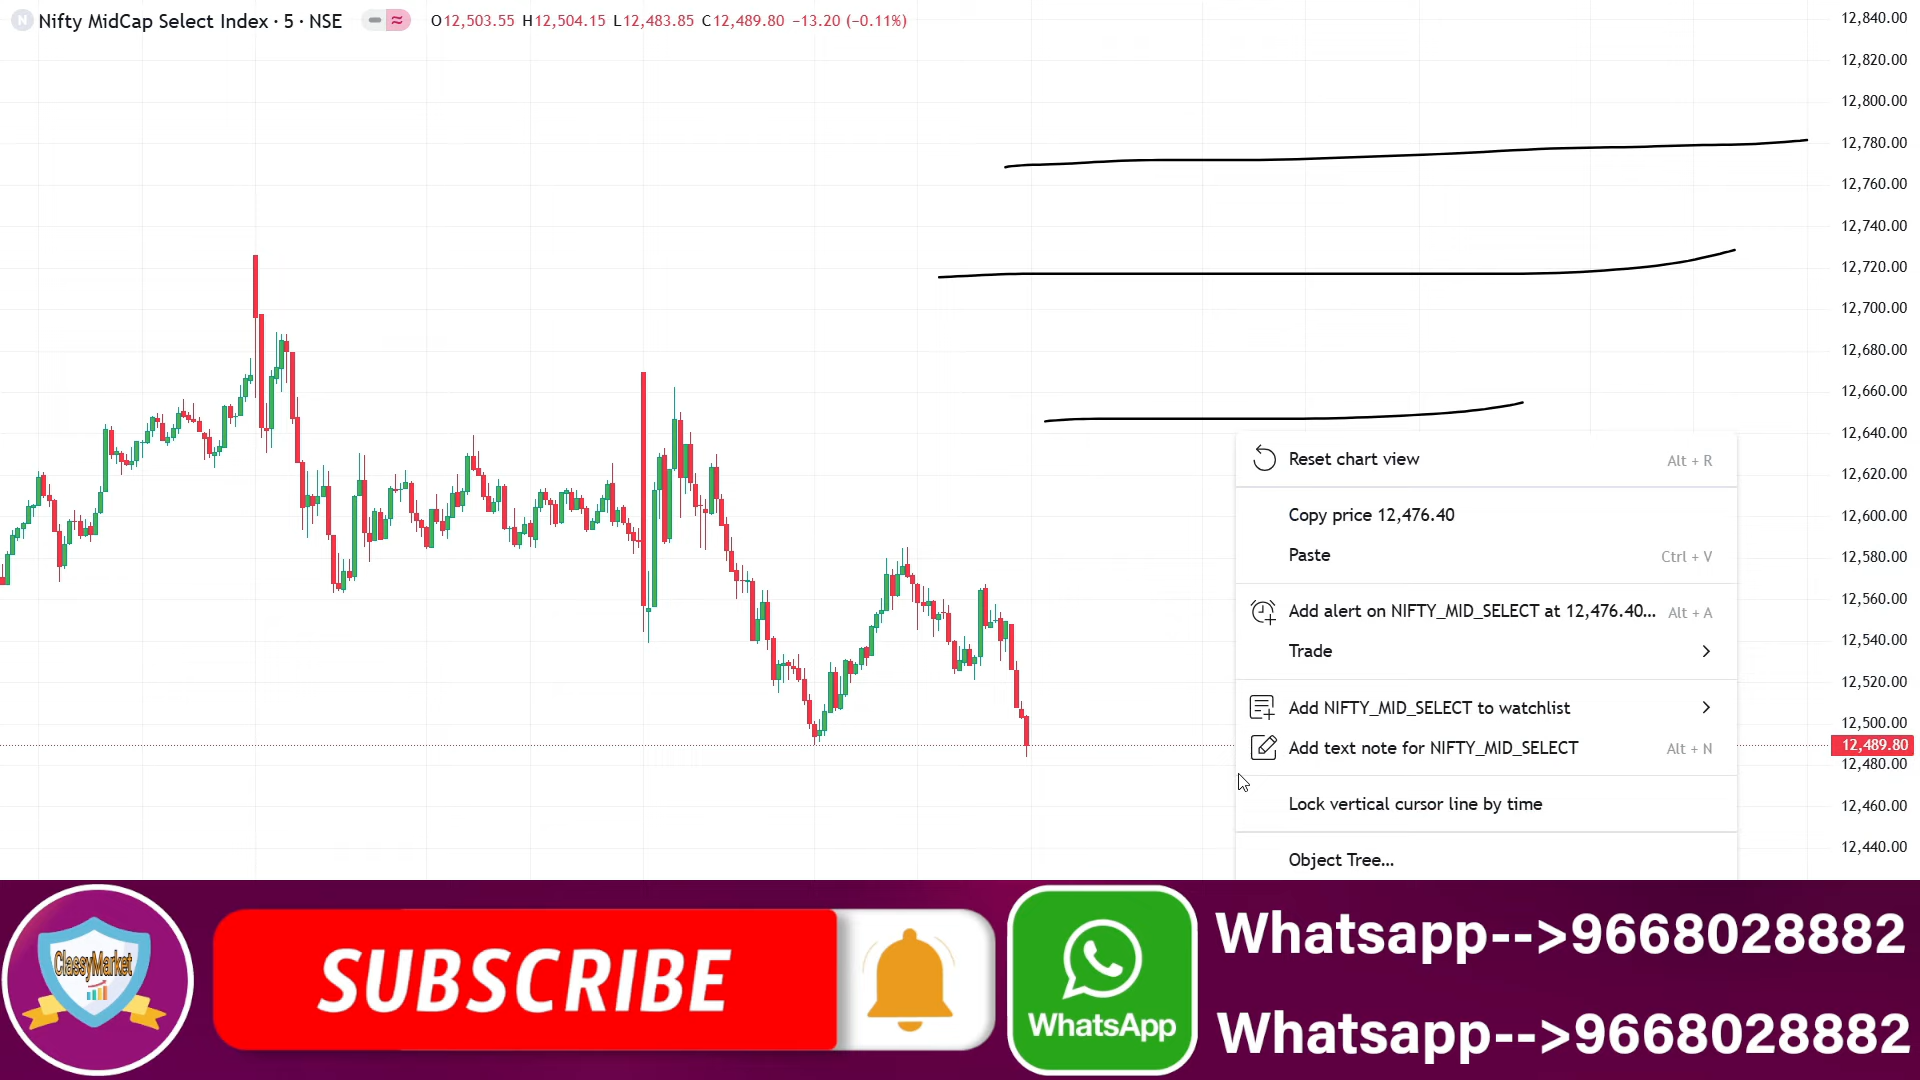 N Nifty MidCap Select Index · 5 · NSE O12,503.55 H12,504.15 L12,483.85 C12,489.80 −13.20 (−0.11%)
12,840.00
12,820.00
12,800.00
12,780.00
12,760.00
12,740.00
12,720.00
12,700.00
12,680.00
12,660.00
12,640.00
12,620.00
12,600.00
12,580.00
12,560.00
12,540.00
12,520.00
12,500.00
12,489.80
12,480.00
12,460.00
12,440.00
Reset chart view Alt + R
Copy price 12,476.40
Paste Ctrl + V
Add alert on NIFTY_MID_SELECT at 12,476.40... Alt + A
Trade
Add NIFTY_MID_SELECT to watchlist
Add text note for NIFTY_MID_SELECT Alt + N
Lock vertical cursor line by time
Object Tree...
ClassyMarket
SUBSCRIBE
WhatsApp
Whatsapp-->9668028882
Whatsapp-->9668028882